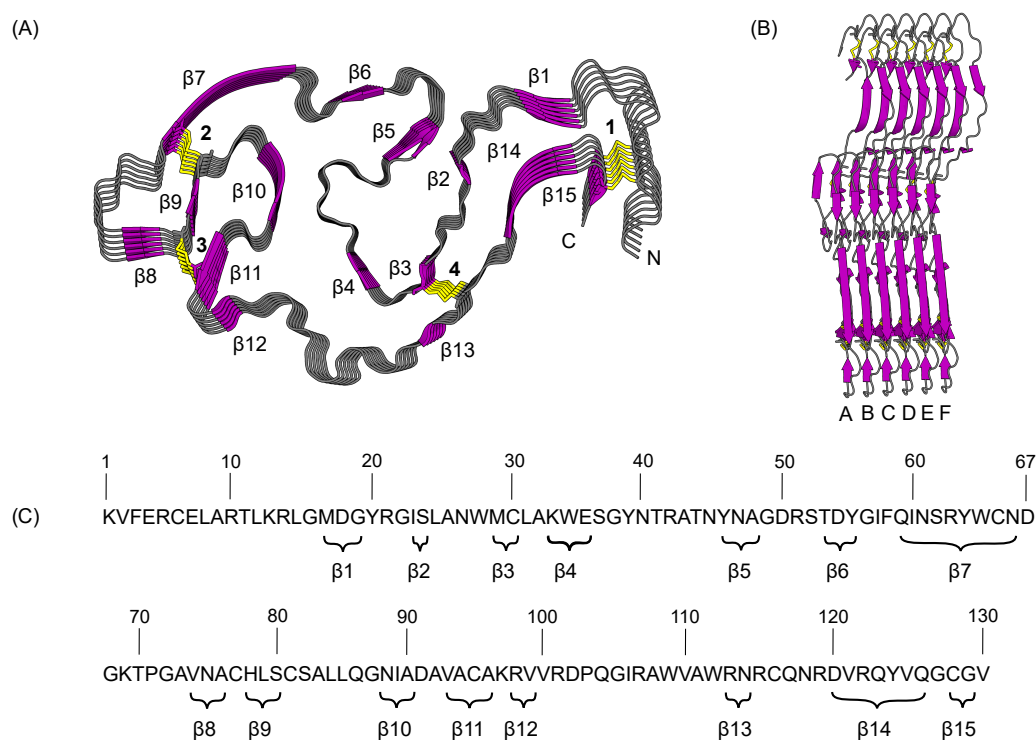 (A)
(B)
β7
β6
β1
2
β5
1
β14
β2
β9
β10
β15
C
N
3
β8
β11
β4
β3
4
β12
β13
A B C D E F
1 10 20 30 40 50 60 67
(C)
KVFERCELARTLKRLGMDGYRGISLANWMCLAKWESGYNTRATNYNAGDRSTDYGIFQINSRYWCND
β1 β2 β3 β4 β5 β6 β7
70 80 90 100 110 120 130
GKTPGAVNACHLSCSALLQGNIADAVACAKRVVRDPQGIRAWVAWRNRCQNRDVRQYVQGCGV
β8 β9 β10 β11 β12 β13 β14 β15